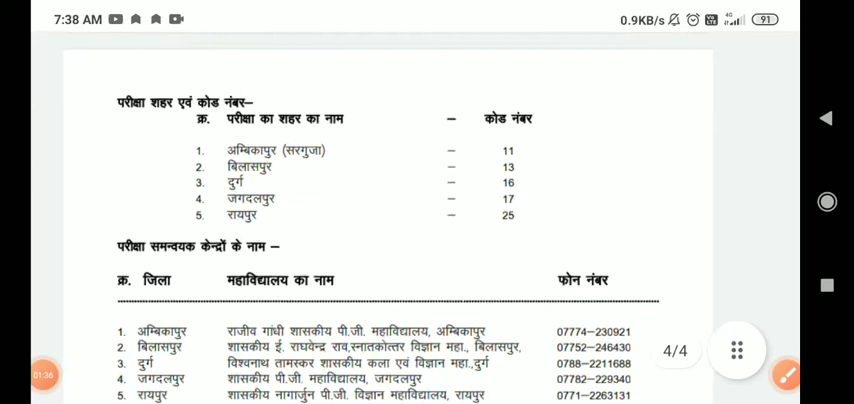 7:38 AM 0.9KB/s 4G 91
परीक्षा शहर एवं कोड नंबर–
क्र. परीक्षा का शहर का नाम – कोड नंबर
1. अम्बिकापुर (सरगुजा) – 11
2. बिलासपुर – 13
3. दुर्ग – 16
4. जगदलपुर – 17
5. रायपुर – 25
परीक्षा समन्वयक केन्द्रों के नाम –
क्र. जिला महाविद्यालय का नाम फोन नंबर
1. अम्बिकापुर राजीव गांधी शासकीय पी.जी. महाविद्यालय, अम्बिकापुर 07774–230921
2. बिलासपुर शासकीय ई. राघवेन्द्र राव,स्नातकोत्तर विज्ञान महा., बिलासपुर, 07752–246430
3. दुर्ग विश्वनाथ तामस्कर शासकीय कला एवं विज्ञान महा.,दुर्ग 0788–2211688
4. जगदलपुर शासकीय पी.जी. महाविद्यालय, जगदलपुर 07782–229340
5. रायपुर शासकीय नागार्जुन पी.जी. विज्ञान महाविद्यालय, रायपुर 0771–2263131
4/4
01:36